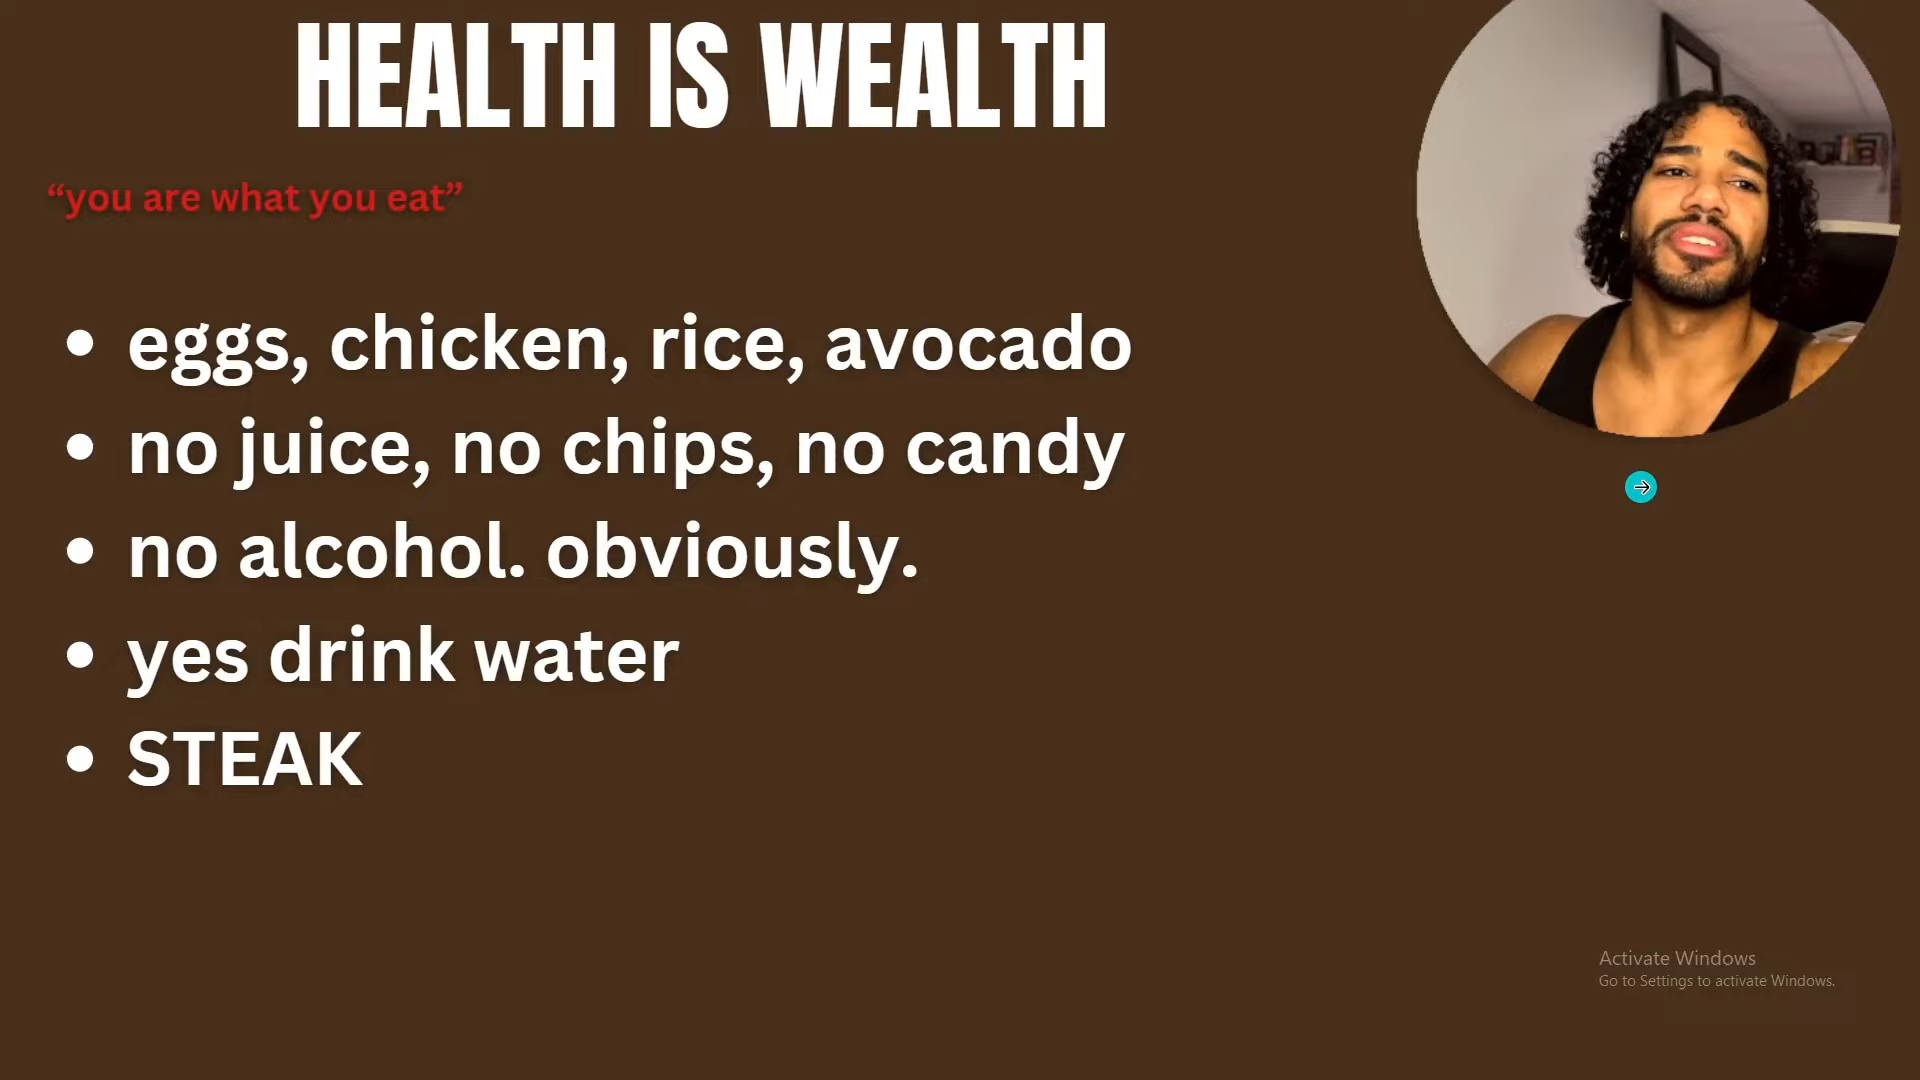 HEALTH IS WEALTH
“you are what you eat”
• eggs, chicken, rice, avocado
• no juice, no chips, no candy
• no alcohol. obviously.
• yes drink water
• STEAK
Activate Windows
Go to Settings to activate Windows.